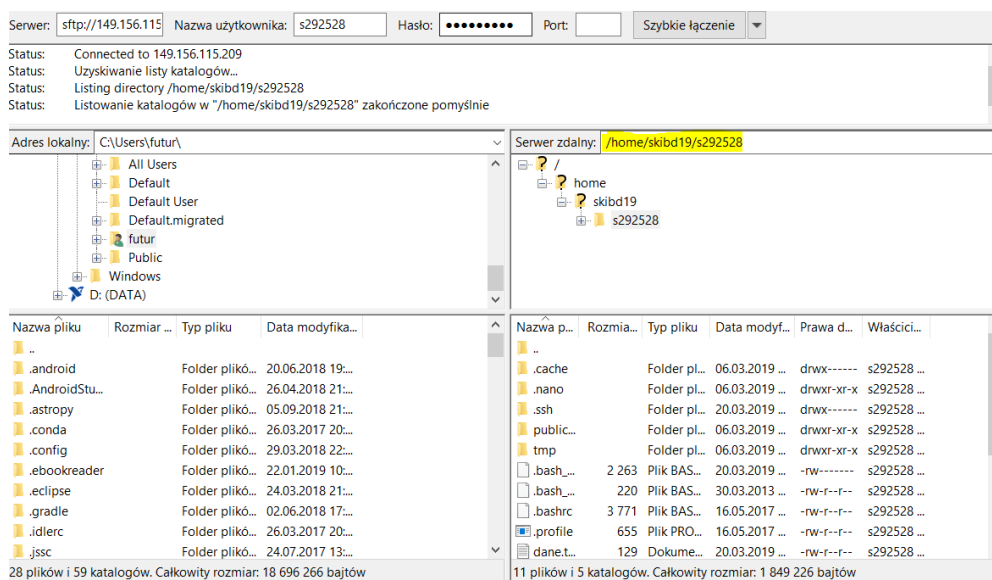 Serwer: sftp://149.156.115 Nazwa użytkownika: s292528 Hasło: ●●●●●●●●● Port: Szybkie łączenie
Status: Connected to 149.156.115.209
Status: Uzyskiwanie listy katalogów...
Status: Listing directory /home/skibd19/s292528
Status: Listowanie katalogów w "/home/skibd19/s292528" zakończone pomyślnie
Adres lokalny: C:\Users\futur\
All Users
Default
Default User
Default.migrated
futur
Public
Windows
D: (DATA)
Serwer zdalny: /home/skibd19/s292528
/
home
skibd19
s292528
Nazwa pliku Rozmiar ... Typ pliku Data modyfika...
..
.android Folder plikó... 20.06.2018 19:...
.AndroidStu... Folder plikó... 26.04.2018 21:...
.astropy Folder plikó... 05.09.2018 21:...
.conda Folder plikó... 26.03.2017 20:...
.config Folder plikó... 29.03.2018 22:...
.ebookreader Folder plikó... 22.01.2019 10:...
.eclipse Folder plikó... 24.03.2018 21:...
.gradle Folder plikó... 02.06.2018 17:...
.idlerc Folder plikó... 26.03.2017 20:...
.jssc Folder plikó... 24.07.2017 13:...
28 plików i 59 katalogów. Całkowity rozmiar: 18 696 266 bajtów
Nazwa p... Rozmia... Typ pliku Data modyf... Prawa d... Właścici...
..
.cache Folder pl... 06.03.2019 ... drwx------ s292528 ...
.nano Folder pl... 06.03.2019 ... drwxr-xr-x s292528 ...
.ssh Folder pl... 20.03.2019 ... drwx------ s292528 ...
public... Folder pl... 06.03.2019 ... drwxr-xr-x s292528 ...
tmp Folder pl... 06.03.2019 ... drwxr-xr-x s292528 ...
.bash_... 2 263 Plik BAS... 20.03.2019 ... -rw------- s292528 ...
.bash_... 220 Plik BAS... 30.03.2013 ... -rw-r--r-- s292528 ...
.bashrc 3 771 Plik BAS... 16.05.2017 ... -rw-r--r-- s292528 ...
.profile 655 Plik PRO... 16.05.2017 ... -rw-r--r-- s292528 ...
dane.t... 129 Dokume... 20.03.2019 ... -rw-r--r-- s292528 ...
11 plików i 5 katalogów. Całkowity rozmiar: 1 849 226 bajtów